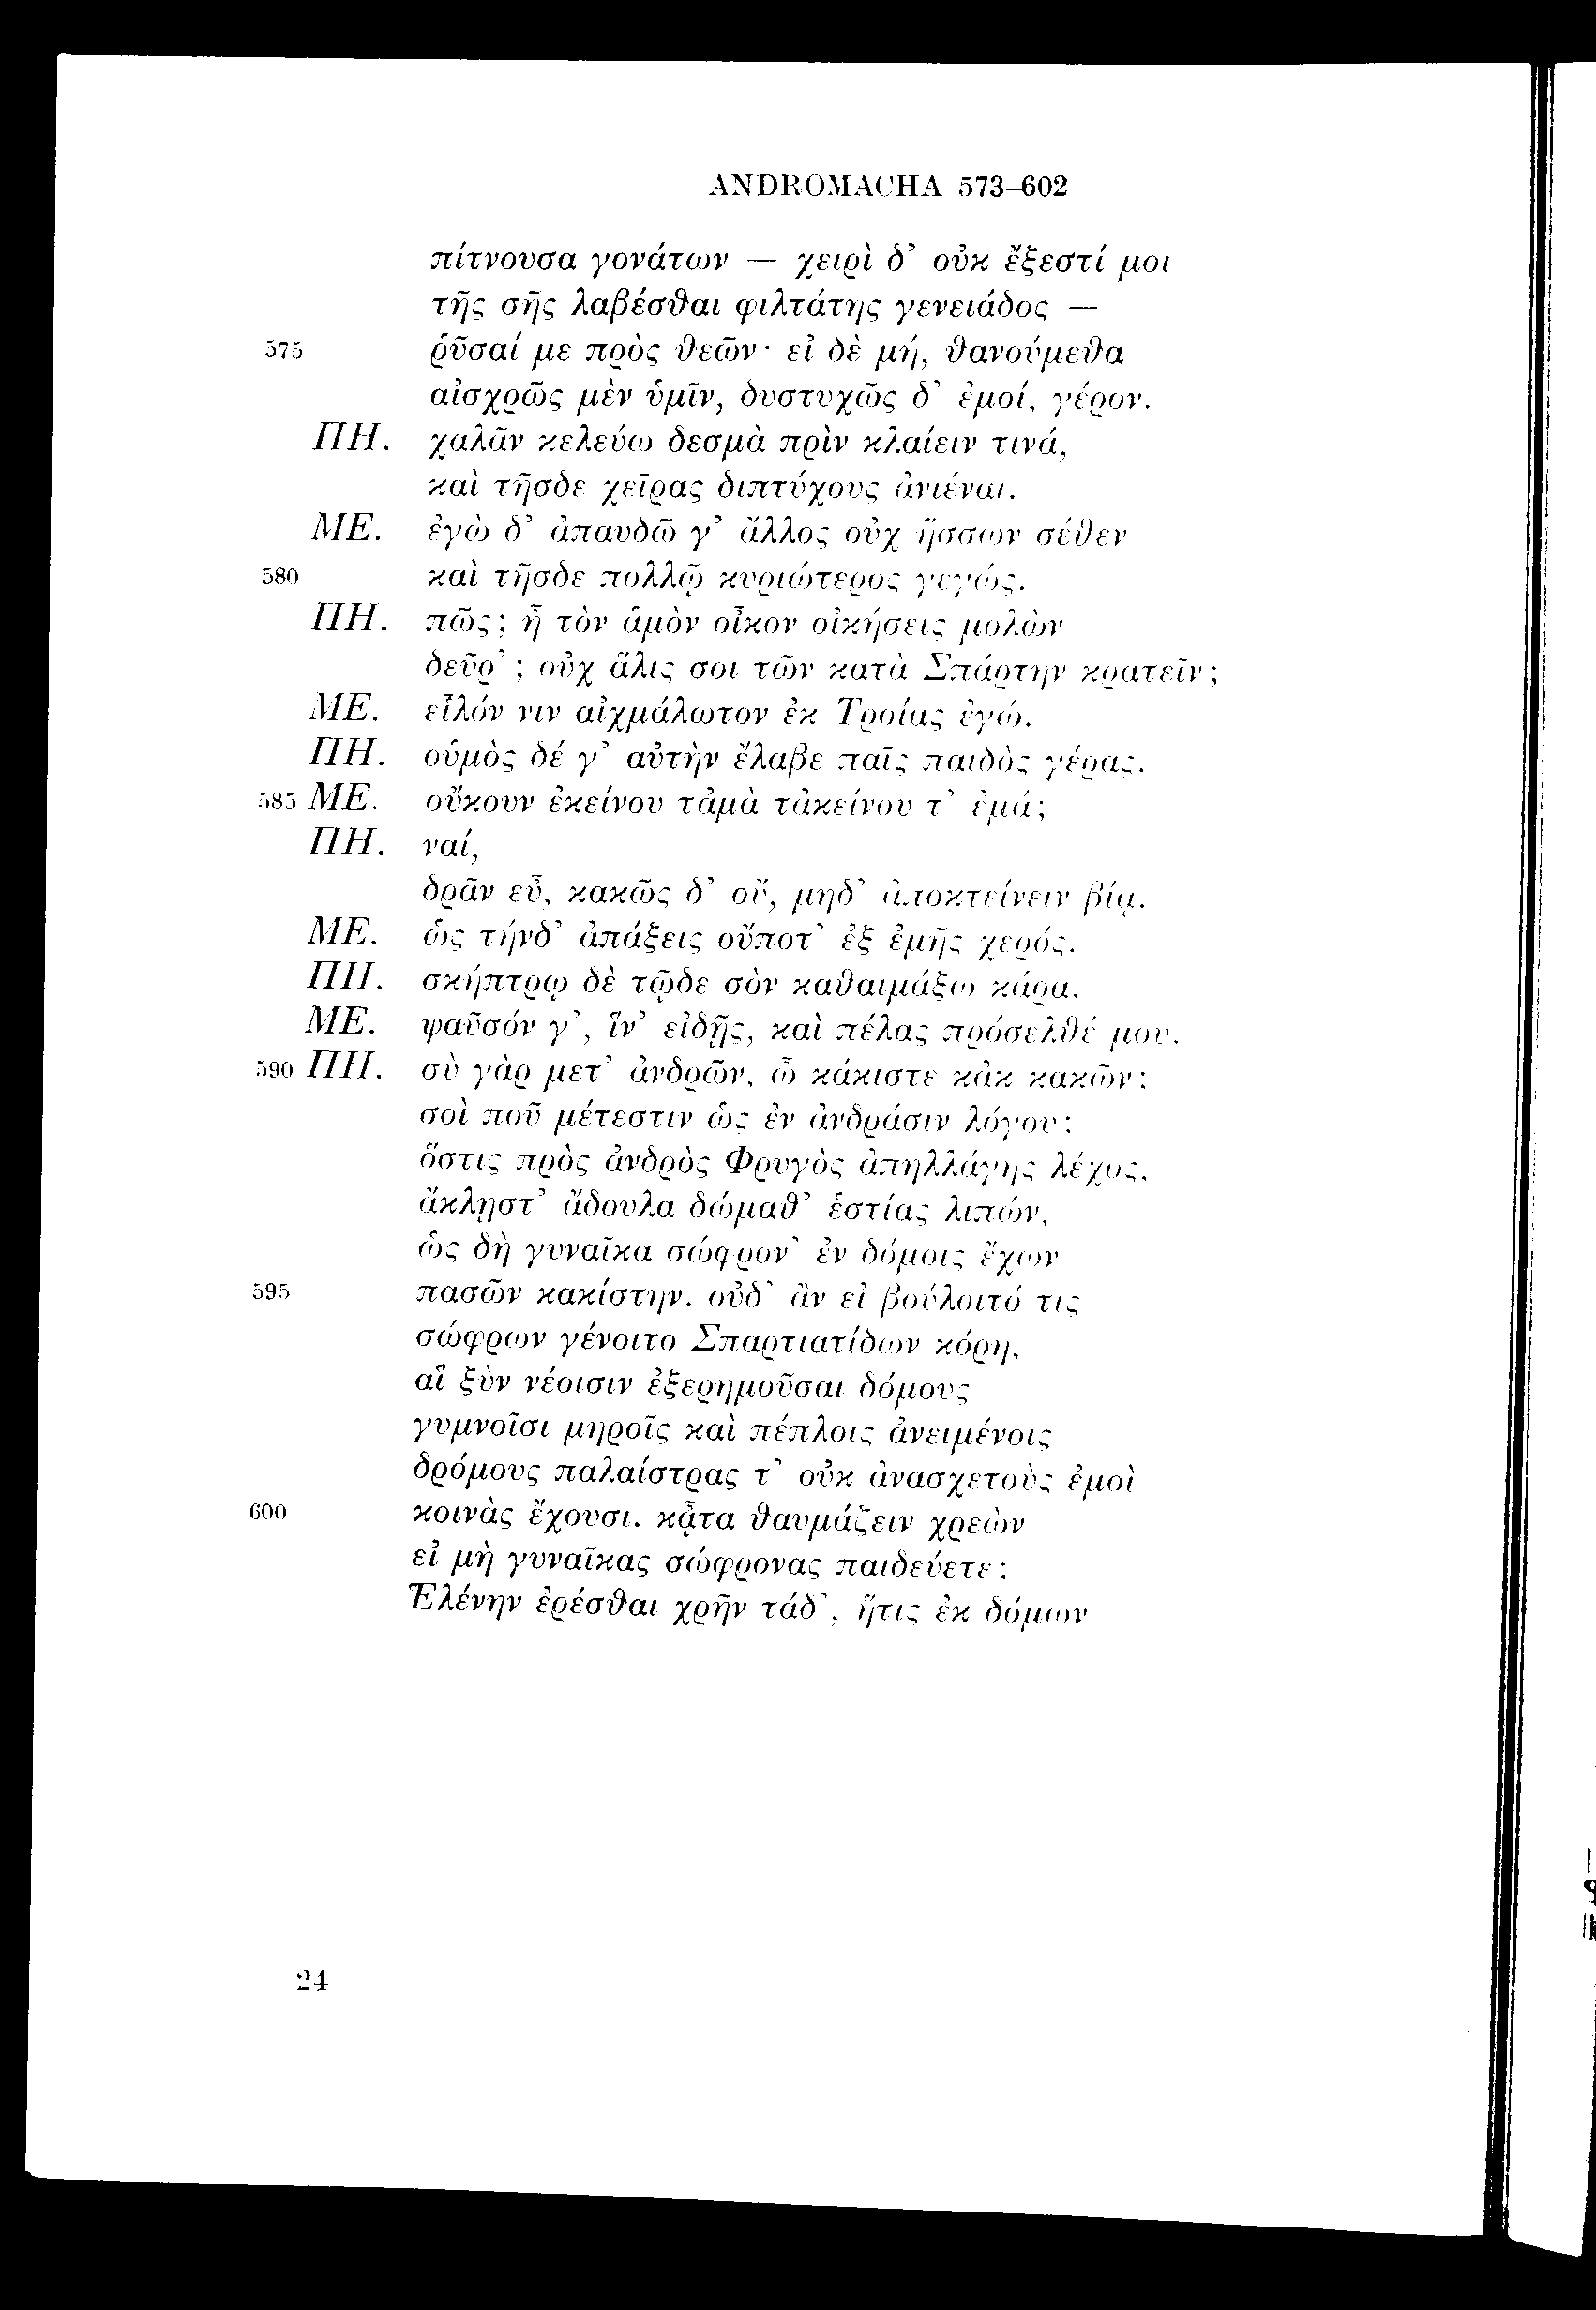 ANDROMACHA 573–602
πίτνουσα γονάτων — χειρὶ δ’ οὐκ ἔξεστί μοι
τῆς σῆς λαβέσθαι φιλτάτης γενειάδος —
575 ῥῦσαί με πρὸς θεῶν· εἰ δὲ μή, θανούμεθα
αἰσχρῶς μὲν ὑμῖν, δυστυχῶς δ’ ἐμοί, γέρον.
ΠΗ. χαλᾶν κελεύω δεσμὰ πρὶν κλαίειν τινά,
καὶ τῆσδε χεῖρας διπτύχους ἀνιέναι.
ΜΕ. ἐγὼ δ’ ἀπαυδῶ γ’ ἄλλος οὐχ ἥσσων σέθεν
580 καὶ τῆσδε πολλῷ κυριώτερος γεγώς.
ΠΗ. πῶς; ἦ τὸν ἁμὸν οἶκον οἰκήσεις μολὼν
δεῦρ’; οὐχ ἅλις σοι τῶν κατὰ Σπάρτην κρατεῖν;
ΜΕ. εἷλόν νιν αἰχμάλωτον ἐκ Τροίας ἐγώ.
ΠΗ. οὑμὸς δέ γ’ αὐτὴν ἔλαβε παῖς παιδὸς γέρας.
585 ΜΕ. οὔκουν ἐκείνου τἀμὰ τἀκείνου τ’ ἐμά;
ΠΗ. ναί,
δρᾶν εὖ, κακῶς δ’ οὔ, μηδ’ ἀποκτείνειν βίᾳ.
ΜΕ. ὡς τήνδ’ ἀπάξεις οὔποτ’ ἐξ ἐμῆς χερός.
ΠΗ. σκήπτρῳ δὲ τῷδε σὸν καθαιμάξω κάρα.
ΜΕ. ψαῦσόν γ’, ἵν’ εἰδῇς, καὶ πέλας πρόσελθέ μου.
590 ΠΗ. σὺ γὰρ μετ’ ἀνδρῶν, ὦ κάκιστε κἀκ κακῶν;
σοὶ ποῦ μέτεστιν ὡς ἐν ἀνδράσιν λόγου;
ὅστις πρὸς ἀνδρὸς Φρυγὸς ἀπηλλάγης λέχος,
ἄκλῃστ’ ἄδουλα δώμαθ’ ἑστίας λιπών,
ὡς δὴ γυναῖκα σώφρον’ ἐν δόμοις ἔχων
595 πασῶν κακίστην. οὐδ’ ἂν εἰ βούλοιτό τις
σώφρων γένοιτο Σπαρτιατίδων κόρη,
αἳ ξὺν νέοισιν ἐξερημοῦσαι δόμους
γυμνοῖσι μηροῖς καὶ πέπλοις ἀνειμένοις
δρόμους παλαίστρας τ’ οὐκ ἀνασχετοὺς ἐμοὶ
600 κοινὰς ἔχουσι. κᾆτα θαυμάζειν χρεὼν
εἰ μὴ γυναῖκας σώφρονας παιδεύετε;
Ἑλένην ἐρέσθαι χρῆν τάδ’, ἥτις ἐκ δόμων
24